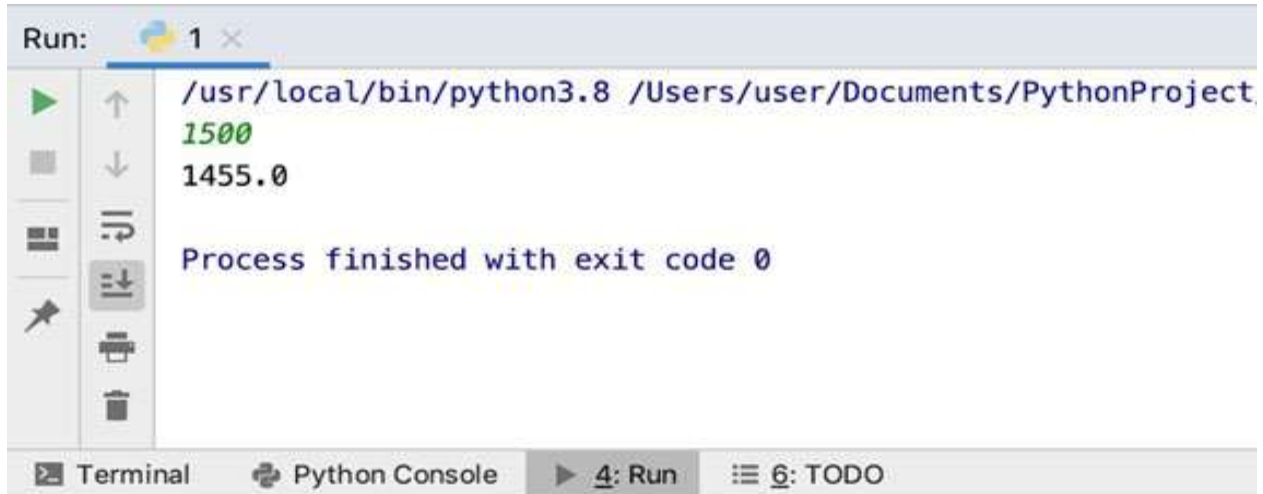 Run: 1
/usr/local/bin/python3.8 /Users/user/Documents/PythonProject/
1500
1455.0
Process finished with exit code 0
Terminal Python Console 4: Run 6: TODO